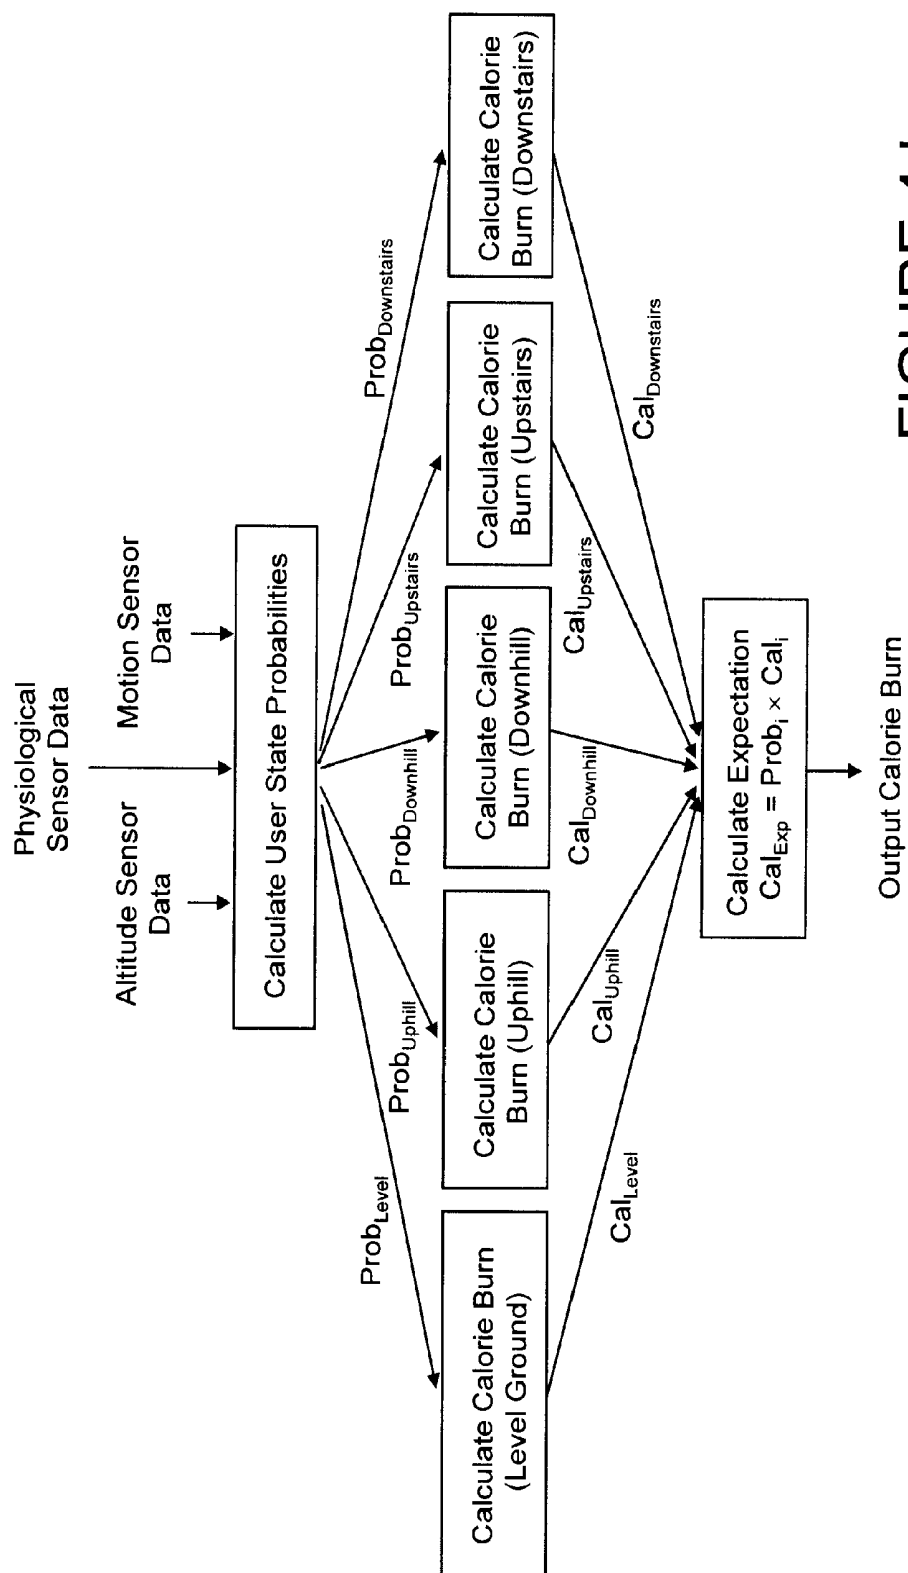 Physiological
Sensor Data
Altitude Sensor
Data
Motion Sensor
Data
Calculate User State Probabilities
Prob_Level
Prob_Uphill
Prob_Downhill
Prob_Upstairs
Prob_Downstairs
Calculate Calorie Burn
(Level Ground)
Calculate Calorie
Burn (Uphill)
Calculate Calorie
Burn (Downhill)
Calculate Calorie
Burn (Upstairs)
Calculate Calorie
Burn (Downstairs)
Cal_Level
Cal_Uphill
Cal_Downhill
Cal_Upstairs
Cal_Downstairs
Calculate Expectation
Cal_Exp = Prob_i × Cal_i
Output Calorie Burn